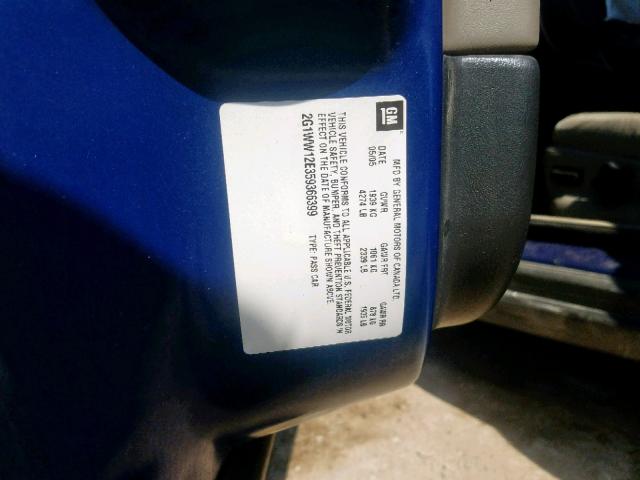 GM
MFD BY GENERAL MOTORS OF CANADA LTD.
DATE GVWR GAWR FRT GAWR RR
05/05 1939 KG 1061 KG 878 KG
4274 LB 2339 LB 1935 LB
THIS VEHICLE CONFORMS TO ALL APPLICABLE U.S. FEDERAL MOTOR
VEHICLE SAFETY, BUMPER, AND THEFT PREVENTION STANDARDS IN
EFFECT ON THE DATE OF MANUFACTURE SHOWN ABOVE.
2G1WW12E359366399 TYPE: PASS CAR